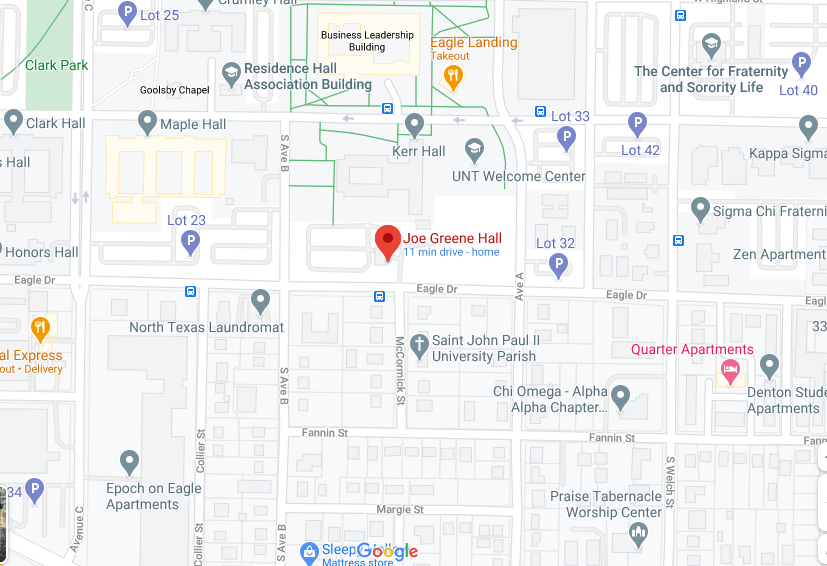 Crumley Hall
W Highland St
Lot 25
P
C
Business Leadership
Building
Eagle Landing
Takeout
Clark Park
Residence Hall
Association Building
Goolsby Chapel
The Center for Fraternity
and Sorority Life
P
Lot 40
Clark Hall
Maple Hall
S Ave B
Kerr Hall
Lot 33
P
P
Lot 42
Kappa Sigma
s Hall
UNT Welcome Center
Lot 23
P
Sigma Chi Fraterni
Joe Greene Hall
11 min drive - home
Lot 32
P
Honors Hall
Zen Apartment
Eagle Dr
Eagle Dr
Ave A
Eagle Dr
Eagle
North Texas Laundromat
McCormick St
Saint John Paul II
University Parish
33
al Express
out • Delivery
Quarter Apartments
S Ave B
Chi Omega - Alpha
Alpha Chapter...
Denton Stude
Apartments
Fannin St
Fannin St
Fann
Collier St
S Welch St
34
P
Epoch on Eagle
Apartments
Avenue C
Praise Tabernacle
Worship Center
Margie St
Collier St
S Ave B
Google
Mattress store